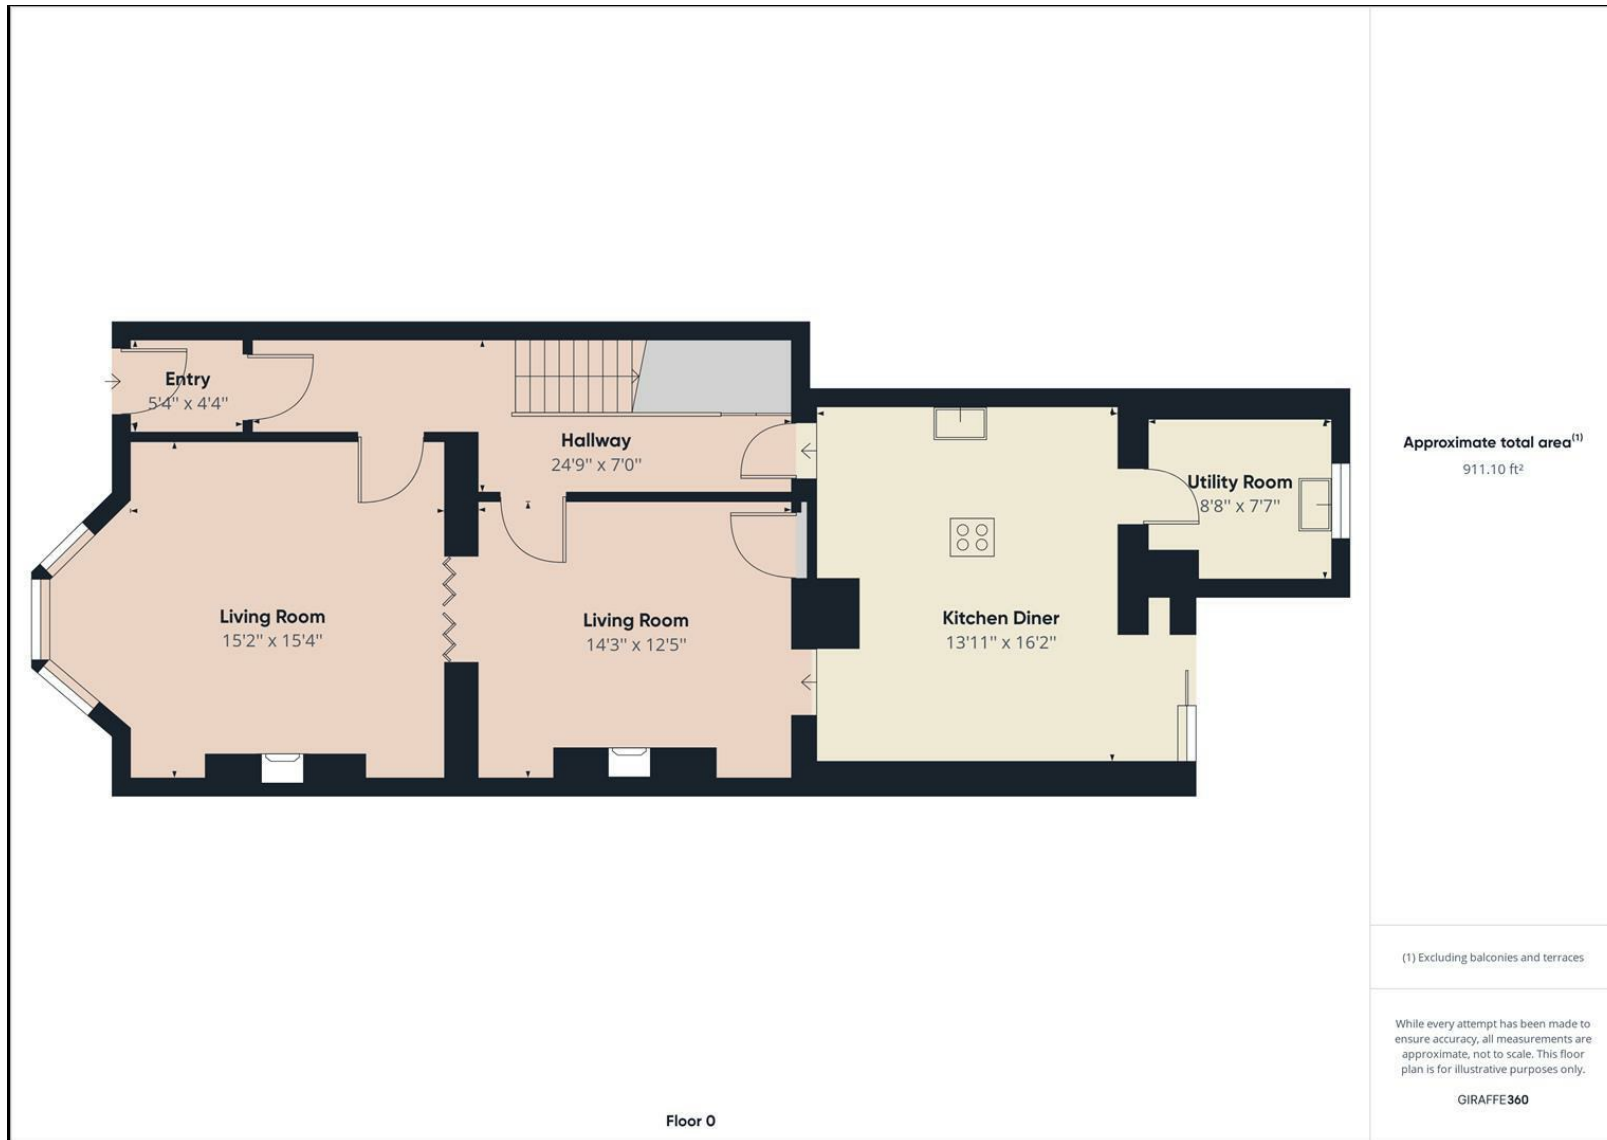 Entry
5'4" x 4'4"
Hallway
24'9" x 7'0"
Living Room
15'2" x 15'4"
Living Room
14'3" x 12'5"
Kitchen Diner
13'11" x 16'2"
Utility Room
8'8" x 7'7"
Floor 0
Approximate total area(1)
911.10 ft²
(1) Excluding balconies and terraces
While every attempt has been made to
ensure accuracy, all measurements are
approximate, not to scale. This floor
plan is for illustrative purposes only.
GIRAFFE360